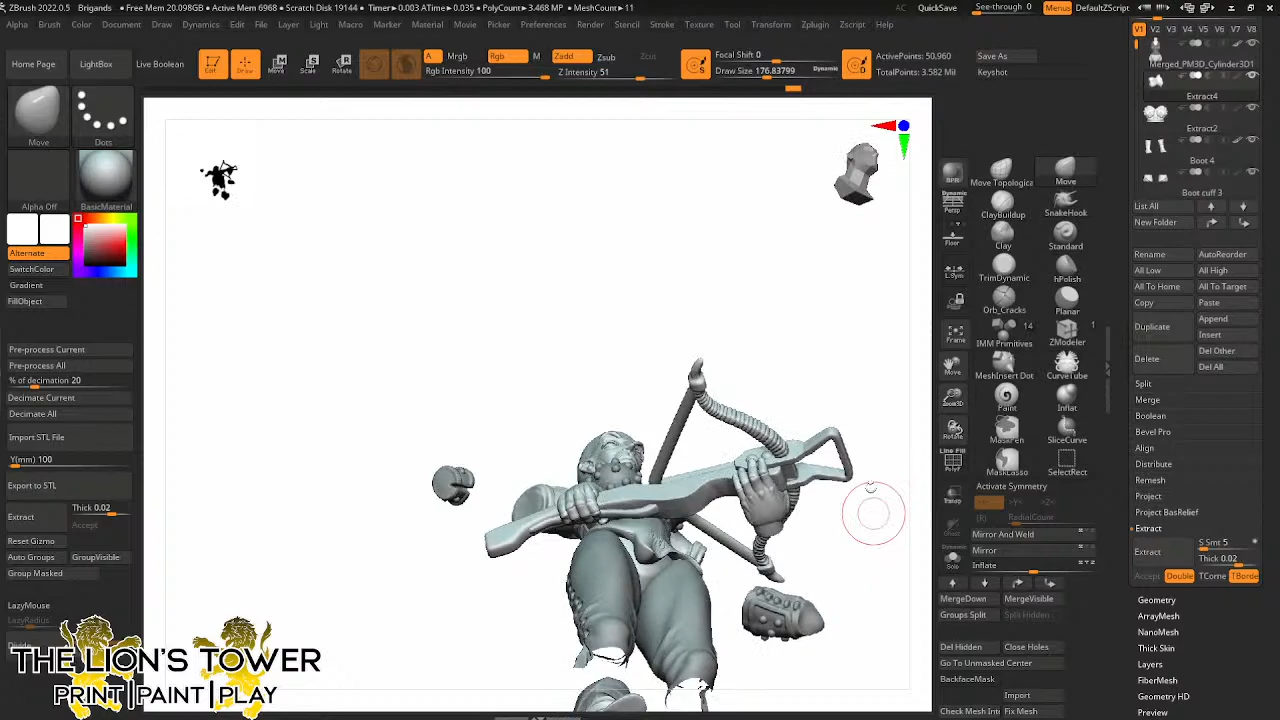 ZBrush 2022.0.5 Brigands • Free Mem 20.098GB • Active Mem 6968 • Scratch Disk 19144 • Timer▸0.003 ATime▸0.035 • PolyCount▸3.468 MP • MeshCount▸11 AC QuickSave See-through 0 Menus DefaultZScript
Alpha Brush Color Document Draw Dynamics Edit File Layer Light Macro Marker Material Movie Picker Preferences Render Stencil Stroke Texture Tool Transform Zplugin Zscript Help
Home Page
LightBox
Live Boolean
Edit
Draw
Move
Scale
Rotate
A
Mrgb
Rgb
M
Zadd
Zsub
Zcut
Rgb Intensity 100
Z Intensity 51
Focal Shift 0
Draw Size 176.83799
Dynamic
ActivePoints: 50,960
TotalPoints: 3.582 Mil
Save As
Keyshot
Move
Dots
Alpha Off
BasicMaterial
Alternate
SwitchColor
Gradient
FillObject
Pre-process Current
Pre-process All
% of decimation 20
Decimate Current
Decimate All
Import STL File
Y(mm) 100
Export to STL
Extract
Thick 0.02
Accept
Reset Gizmo
Auto Groups
GroupVisible
Group Masked
LazyMouse
LazyRadius
THE LION'S TOWER
PRINT|PAINT|PLAY
BPR
Dynamic
Persp
Floor
L.Sym
Frame
Move
Zoom3D
Rotate
Line Fill
PolyF
Transp
Ghost
Dynamic
Solo
Move Topological
Move
ClayBuildup
SnakeHook
Clay
Standard
TrimDynamic
hPolish
Orb_Cracks
Planar
14
1
IMM Primitives
ZModeler
MeshInsert Dot
CurveTube
Paint
Inflat
MaskPen
SliceCurve
MaskLasso
SelectRect
Activate Symmetry
>Y<
>Z<
(R)
RadialCount
Mirror And Weld
Mirror
Inflate
MergeDown
MergeVisible
Groups Split
Split Hidden
Del Hidden
Close Holes
Go To Unmasked Center
BackfaceMask
Import
Check Mesh Int
Fix Mesh
V1 V2 V3 V4 V5 V6 V7 V8
Merged_PM3D_Cylinder3D1
Extract4
Extract2
Boot 4
Boot cuff 3
List All
New Folder
Rename
AutoReorder
All Low
All High
All To Home
All To Target
Copy
Paste
Duplicate
Append
Insert
Delete
Del Other
Del All
Split
Merge
Boolean
Bevel Pro
Align
Distribute
Remesh
Project
Project BasRelief
Extract
Extract
S Smt 5
Thick 0.02
Accept
Double
TCorne
TBorde
Geometry
ArrayMesh
NanoMesh
Thick Skin
Layers
FiberMesh
Geometry HD
Preview